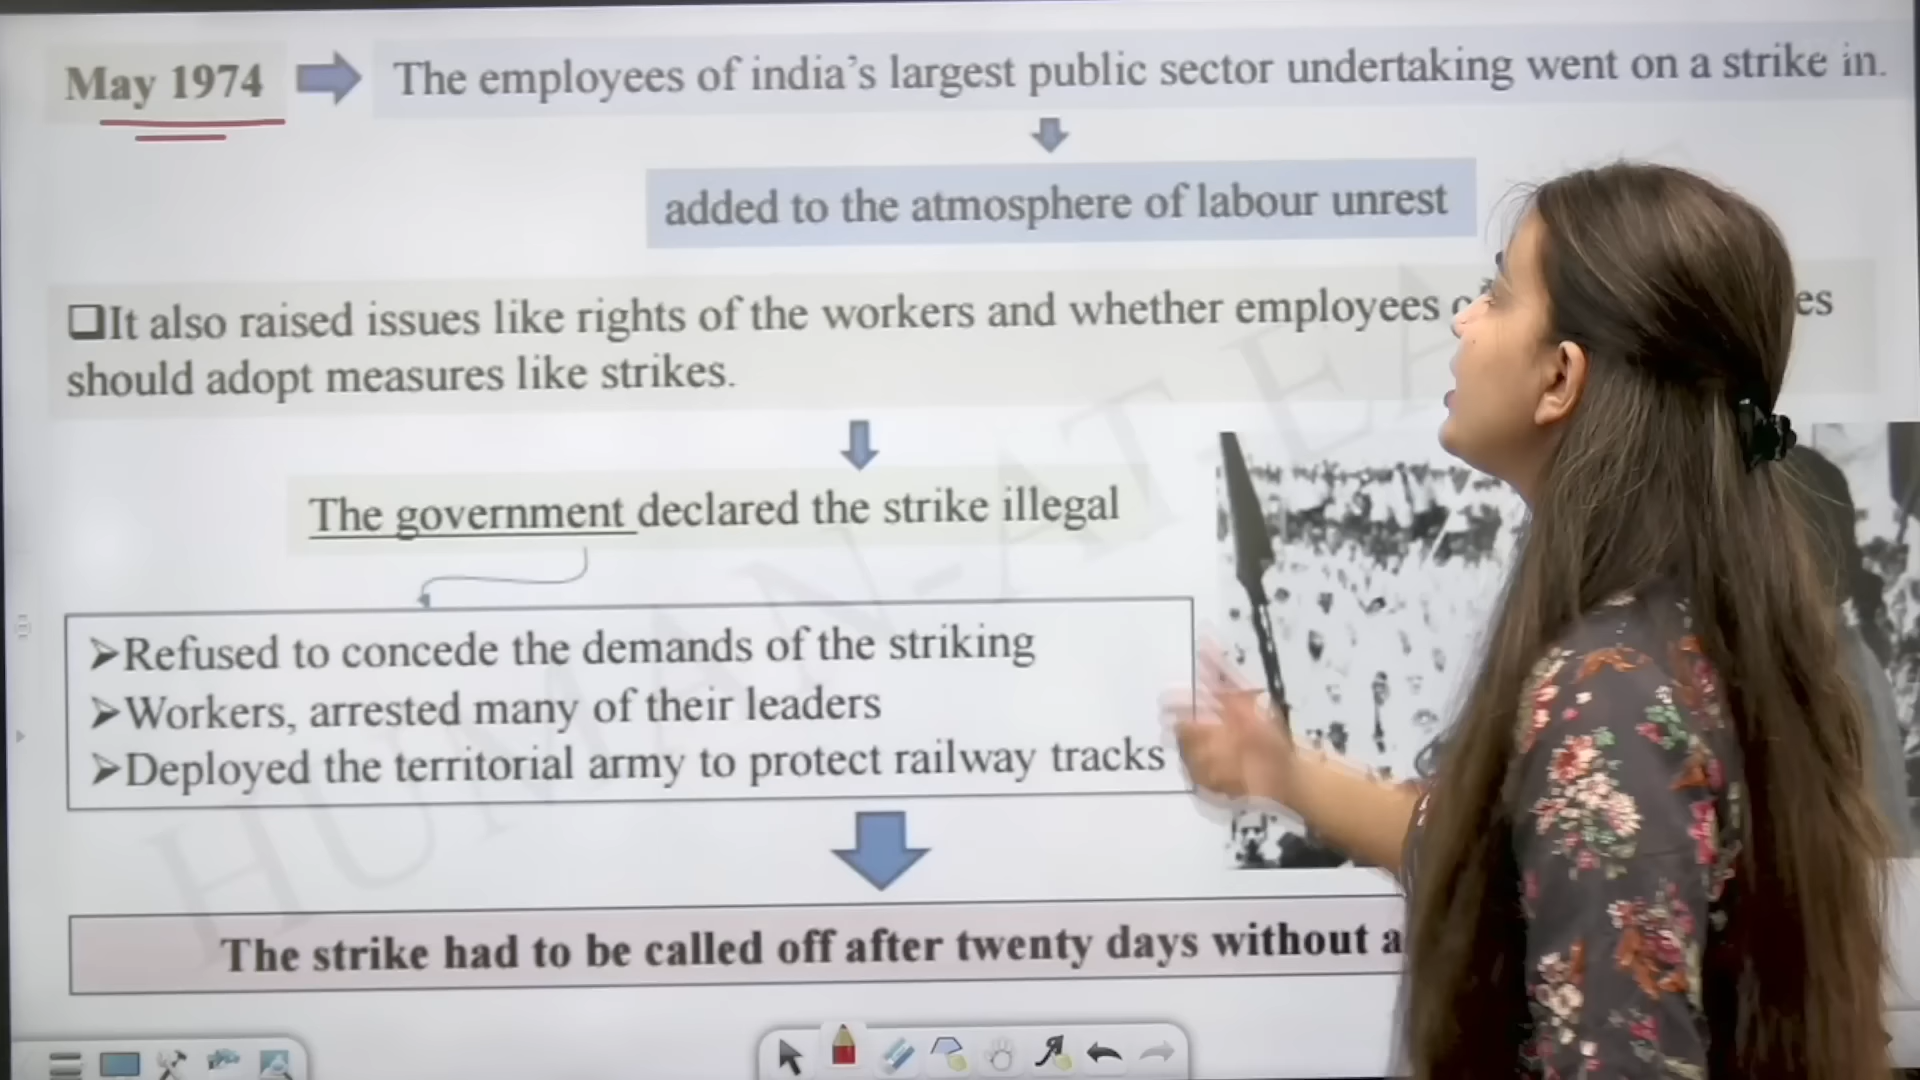 May 1974
The employees of india's largest public sector undertaking went on a strike in.
added to the atmosphere of labour unrest
❑It also raised issues like rights of the workers and whether employees es
should adopt measures like strikes.
The government declared the strike illegal
➤Refused to concede the demands of the striking
➤Workers, arrested many of their leaders
➤Deployed the territorial army to protect railway tracks
The strike had to be called off after twenty days without a
HUMAN-AT-EA